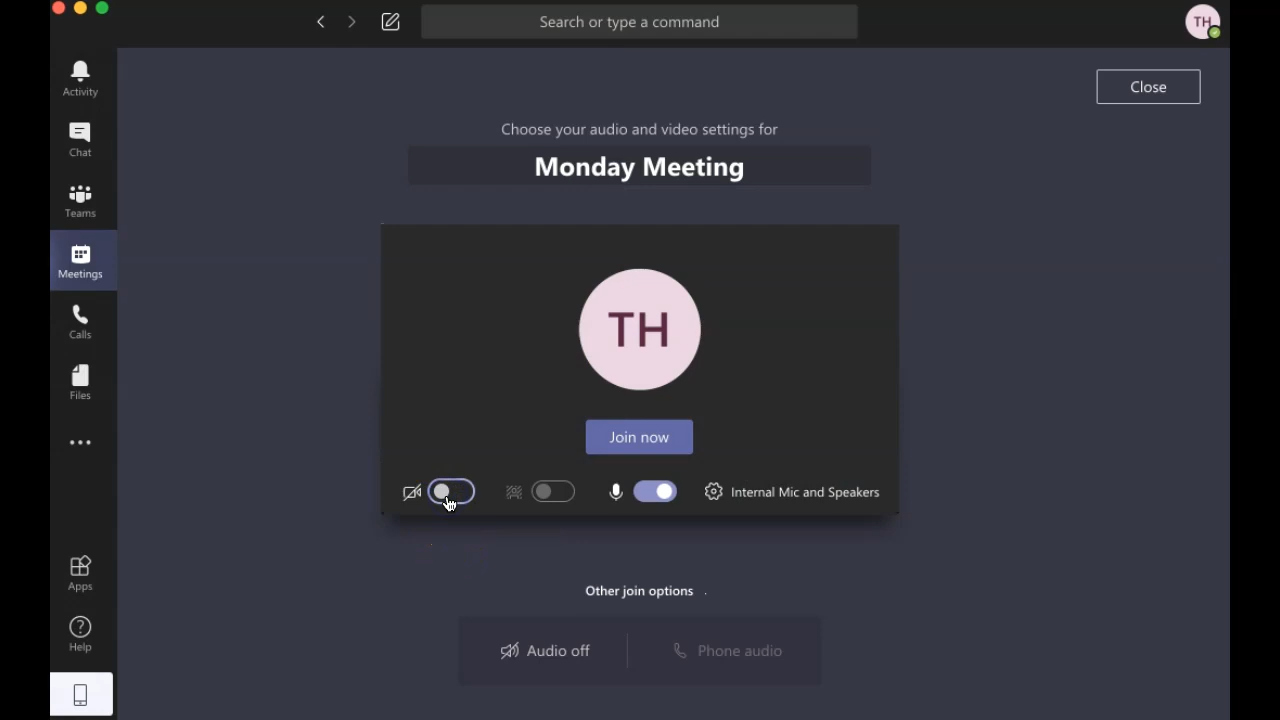 Search or type a command
TH
Activity
Chat
Teams
Meetings
Calls
Files
Apps
Help
Close
Choose your audio and video settings for
Monday Meeting
TH
Join now
Internal Mic and Speakers
Other join options
Audio off
Phone audio